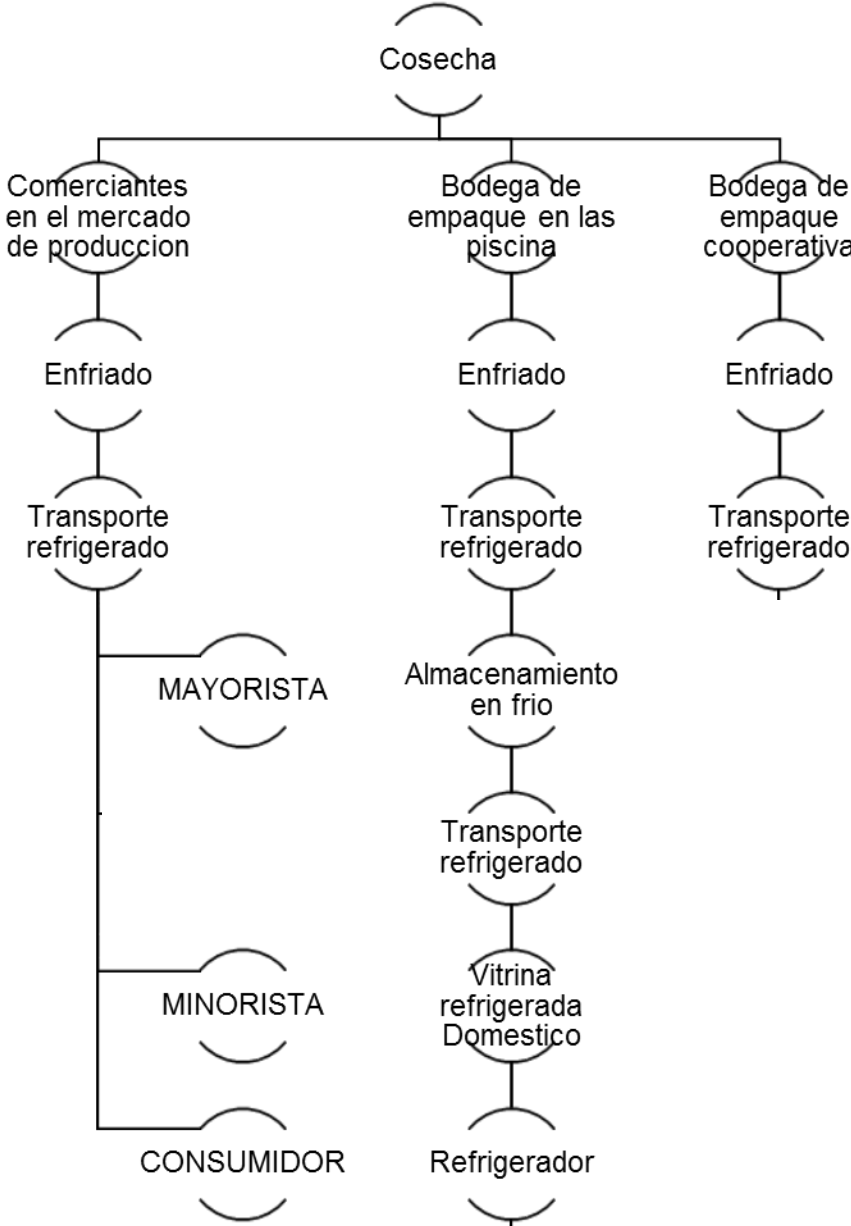 Cosecha
Comerciantes
en el mercado
de produccion
Bodega de
empaque en las
piscina
Bodega de
empaque
cooperativa
Enfriado
Enfriado
Enfriado
Transporte
refrigerado
Transporte
refrigerado
Transporte
refrigerado
MAYORISTA
Almacenamiento
en frio
Transporte
refrigerado
MINORISTA
Vitrina
refrigerada
Domestico
CONSUMIDOR
Refrigerador